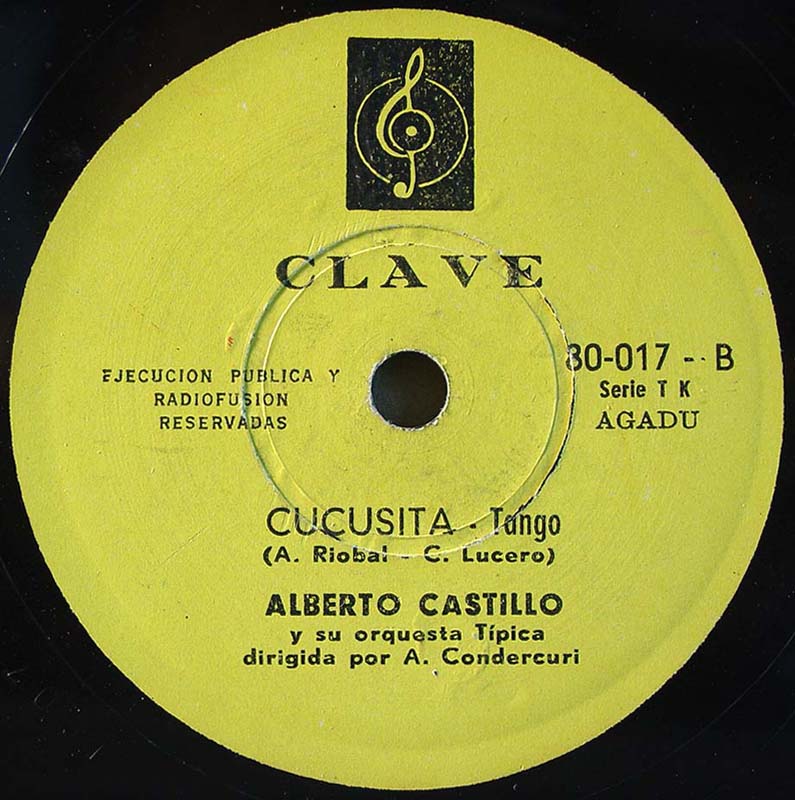 CLAVE
EJECUCION PUBLICA Y
RADIOFUSION
RESERVADAS
80-017 - B
Serie T K
AGADU
CUCUSITA - Tango
(A. Riobal - C. Lucero)
ALBERTO CASTILLO
y su orquesta Típica
dirigida por A. Condercuri